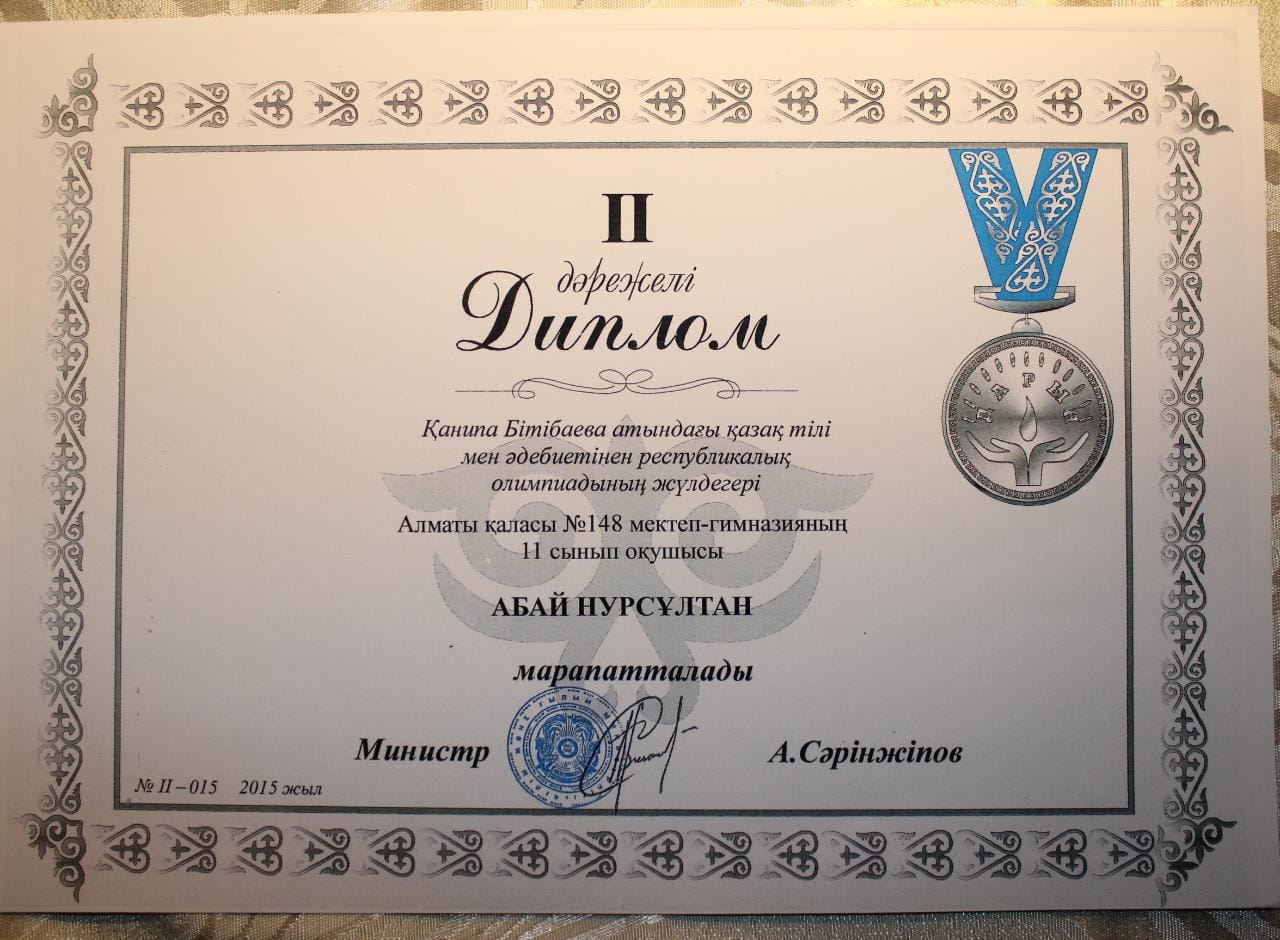 II
дәрежелі
Диплом
ДАРЫН
Қанипа Бітібаева атындағы қазақ тілі
мен әдебиетінен республикалық
олимпиадының жүлдегері
Алматы қаласы №148 мектеп-гимназияның
11 сынып оқушысы
АБАЙ НУРСҰЛТАН
марапатталады
Министр
А.Сәрінжіпов
№ II – 015 2015 жыл